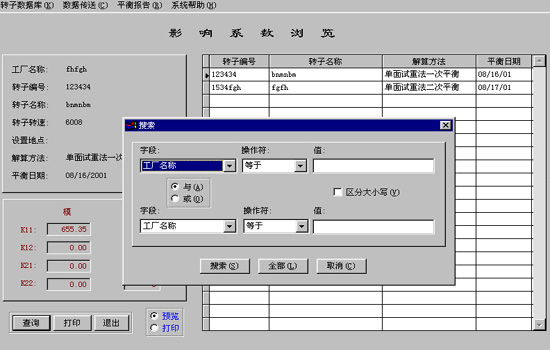 转子数据库(K) 数据传送(C) 平衡报告(B) 系统帮助(H)
影 响 系 数 浏 览
工厂名称: fhfgh
转子编号: 123434
转子名称: bnmnbm
转子转速: 6008
设置地点:
解算方法: 单面试重法一次
平衡日期: 08/16/2001
转子编号 转子名称 解算方法 平衡日期
123434 bnmnbm 单面试重法一次平衡 08/16/01
1534fgh fgfh 单面试重法二次平衡 08/17/01
搜索
字段: 操作符: 值:
工厂名称 等于
与(A)
或(O)
区分大小写(V)
字段: 操作符: 值:
工厂名称 等于
搜索(S) 全部(L) 取消(C)
模
K11: 655.35
K12: 0.00
K21: 0.00
K22: 0.00
查询 打印 退出
预览
打印